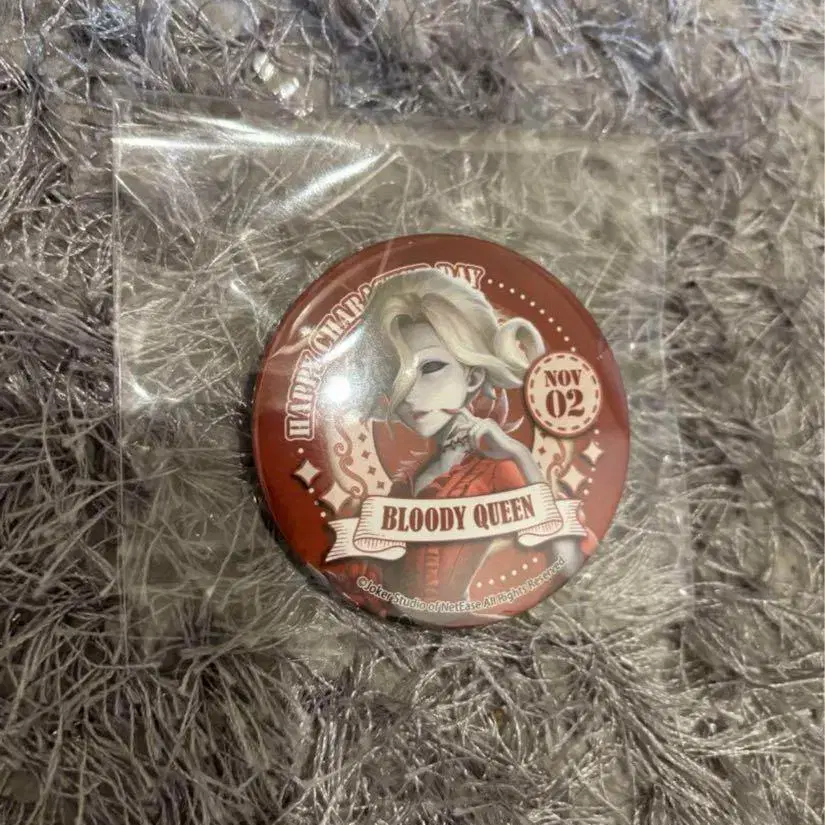 HAPPY CHARACTER DAY
NOV
02
BLOODY QUEEN
©Joker Studio of NetEase All Rights Reserved